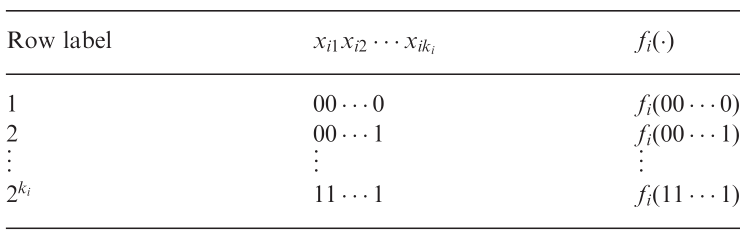 Row label x_{i1}x_{i2} ⋯ x_{ik_i} f_i(·)
1 00 ⋯ 0 f_i(00 ⋯ 0)
2 00 ⋯ 1 f_i(00 ⋯ 1)
⋮ ⋮ ⋮
2^{k_i} 11 ⋯ 1 f_i(11 ⋯ 1)